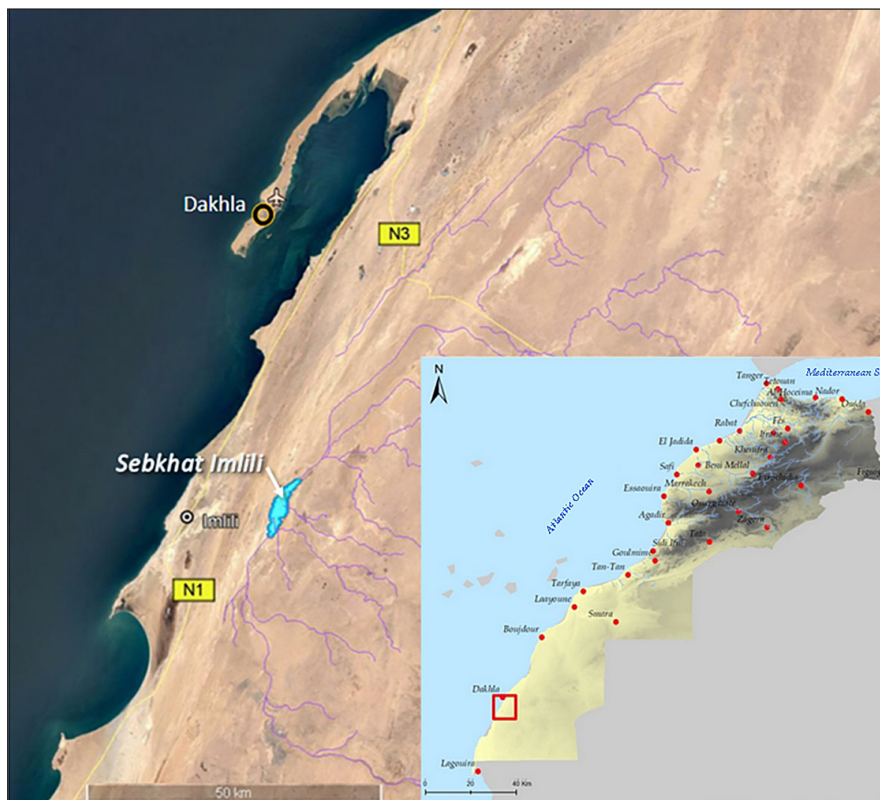 Dakhla
N3
Sebkhat Imlili
Imlili
N1
50 km
N
Mediterranean S
Tanger
Tetouan
Al Hoceima
Nador
Chefchaouen
Oujda
Rabat
Fès
Ifrane
El Jadida
Khenifra
Safi
Beni Mellal
Marrakech
Errachidia
Figuig
Essaouira
Ouarzazate
Agadir
Zagora
Tata
Sidi Ifni
Goulmime
Tan-Tan
Tarfaya
Laayoune
Smara
Boujdour
Dakhla
Lagouira
Atlantic Ocean
0 20 40 Km